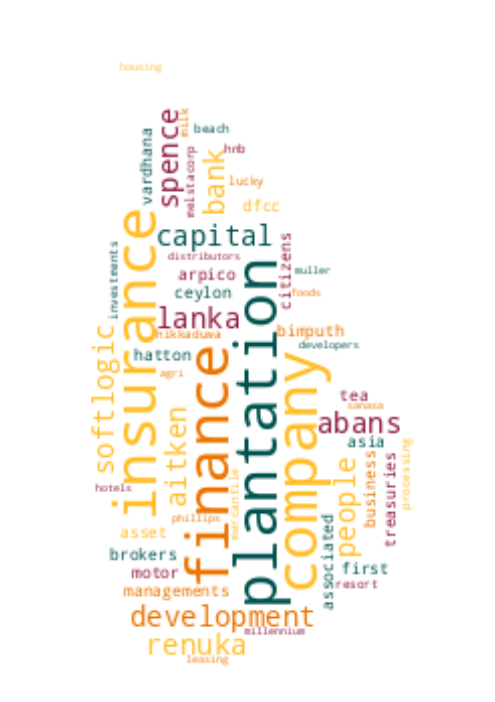 housing
spence
milk
beach
vardhana
melstacorp
hnb
bank
lucky
dfcc
insurance
capital
citizens
investments
distributors
plantation
arpico
muller
ceylon
foods
lanka
softlogic
hikkaduwa
bimputh
developers
hatton
finance
company
agri
tea
sanasa
aitken
abans
asia
processing
people
business
treasuries
mercantile
hotels
phillips
associated
asset
brokers
first
motor
resort
managements
development
millennium
renuka
leasing